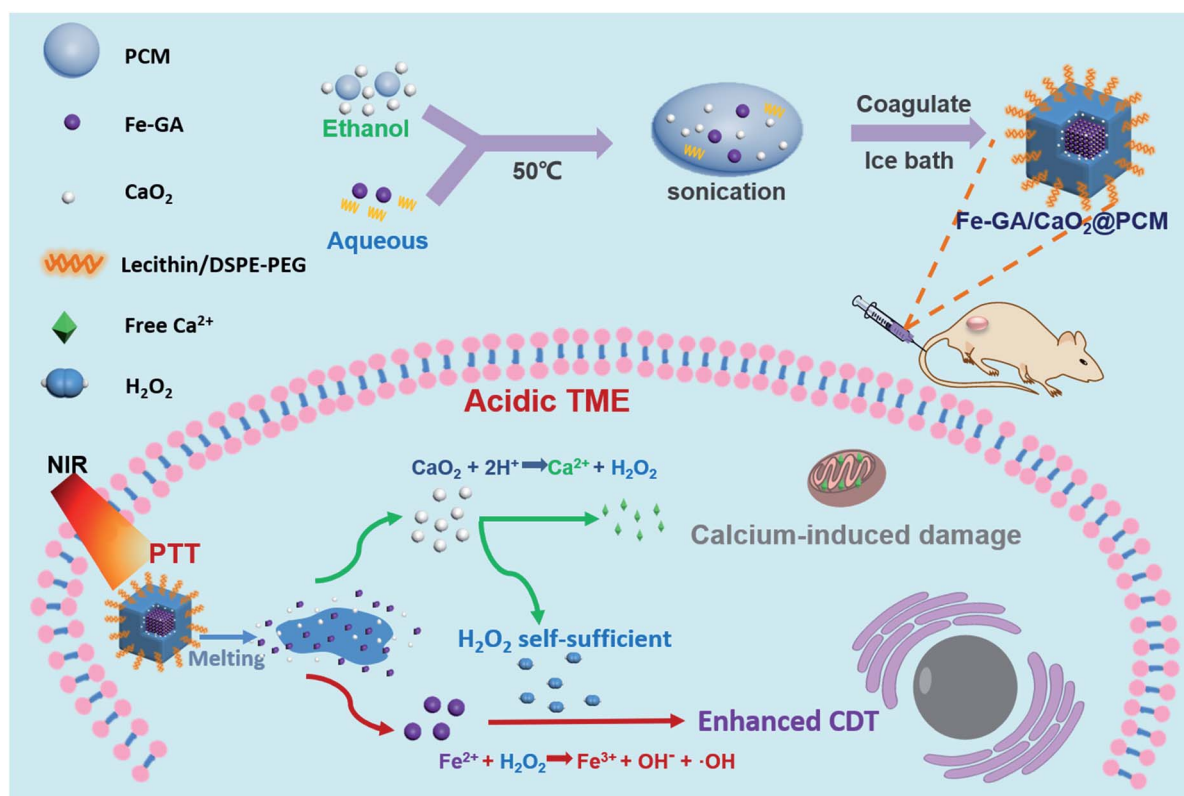 PCM
Fe-GA
CaO₂
Lecithin/DSPE-PEG
Free Ca²⁺
H₂O₂
Ethanol
Aqueous
50℃
sonication
Coagulate
Ice bath
Fe-GA/CaO₂@PCM
Acidic TME
NIR
PTT
Melting
CaO₂ + 2H⁺ → Ca²⁺ + H₂O₂
Calcium-induced damage
H₂O₂ self-sufficient
Enhanced CDT
Fe²⁺ + H₂O₂ → Fe³⁺ + OH⁻ + ·OH